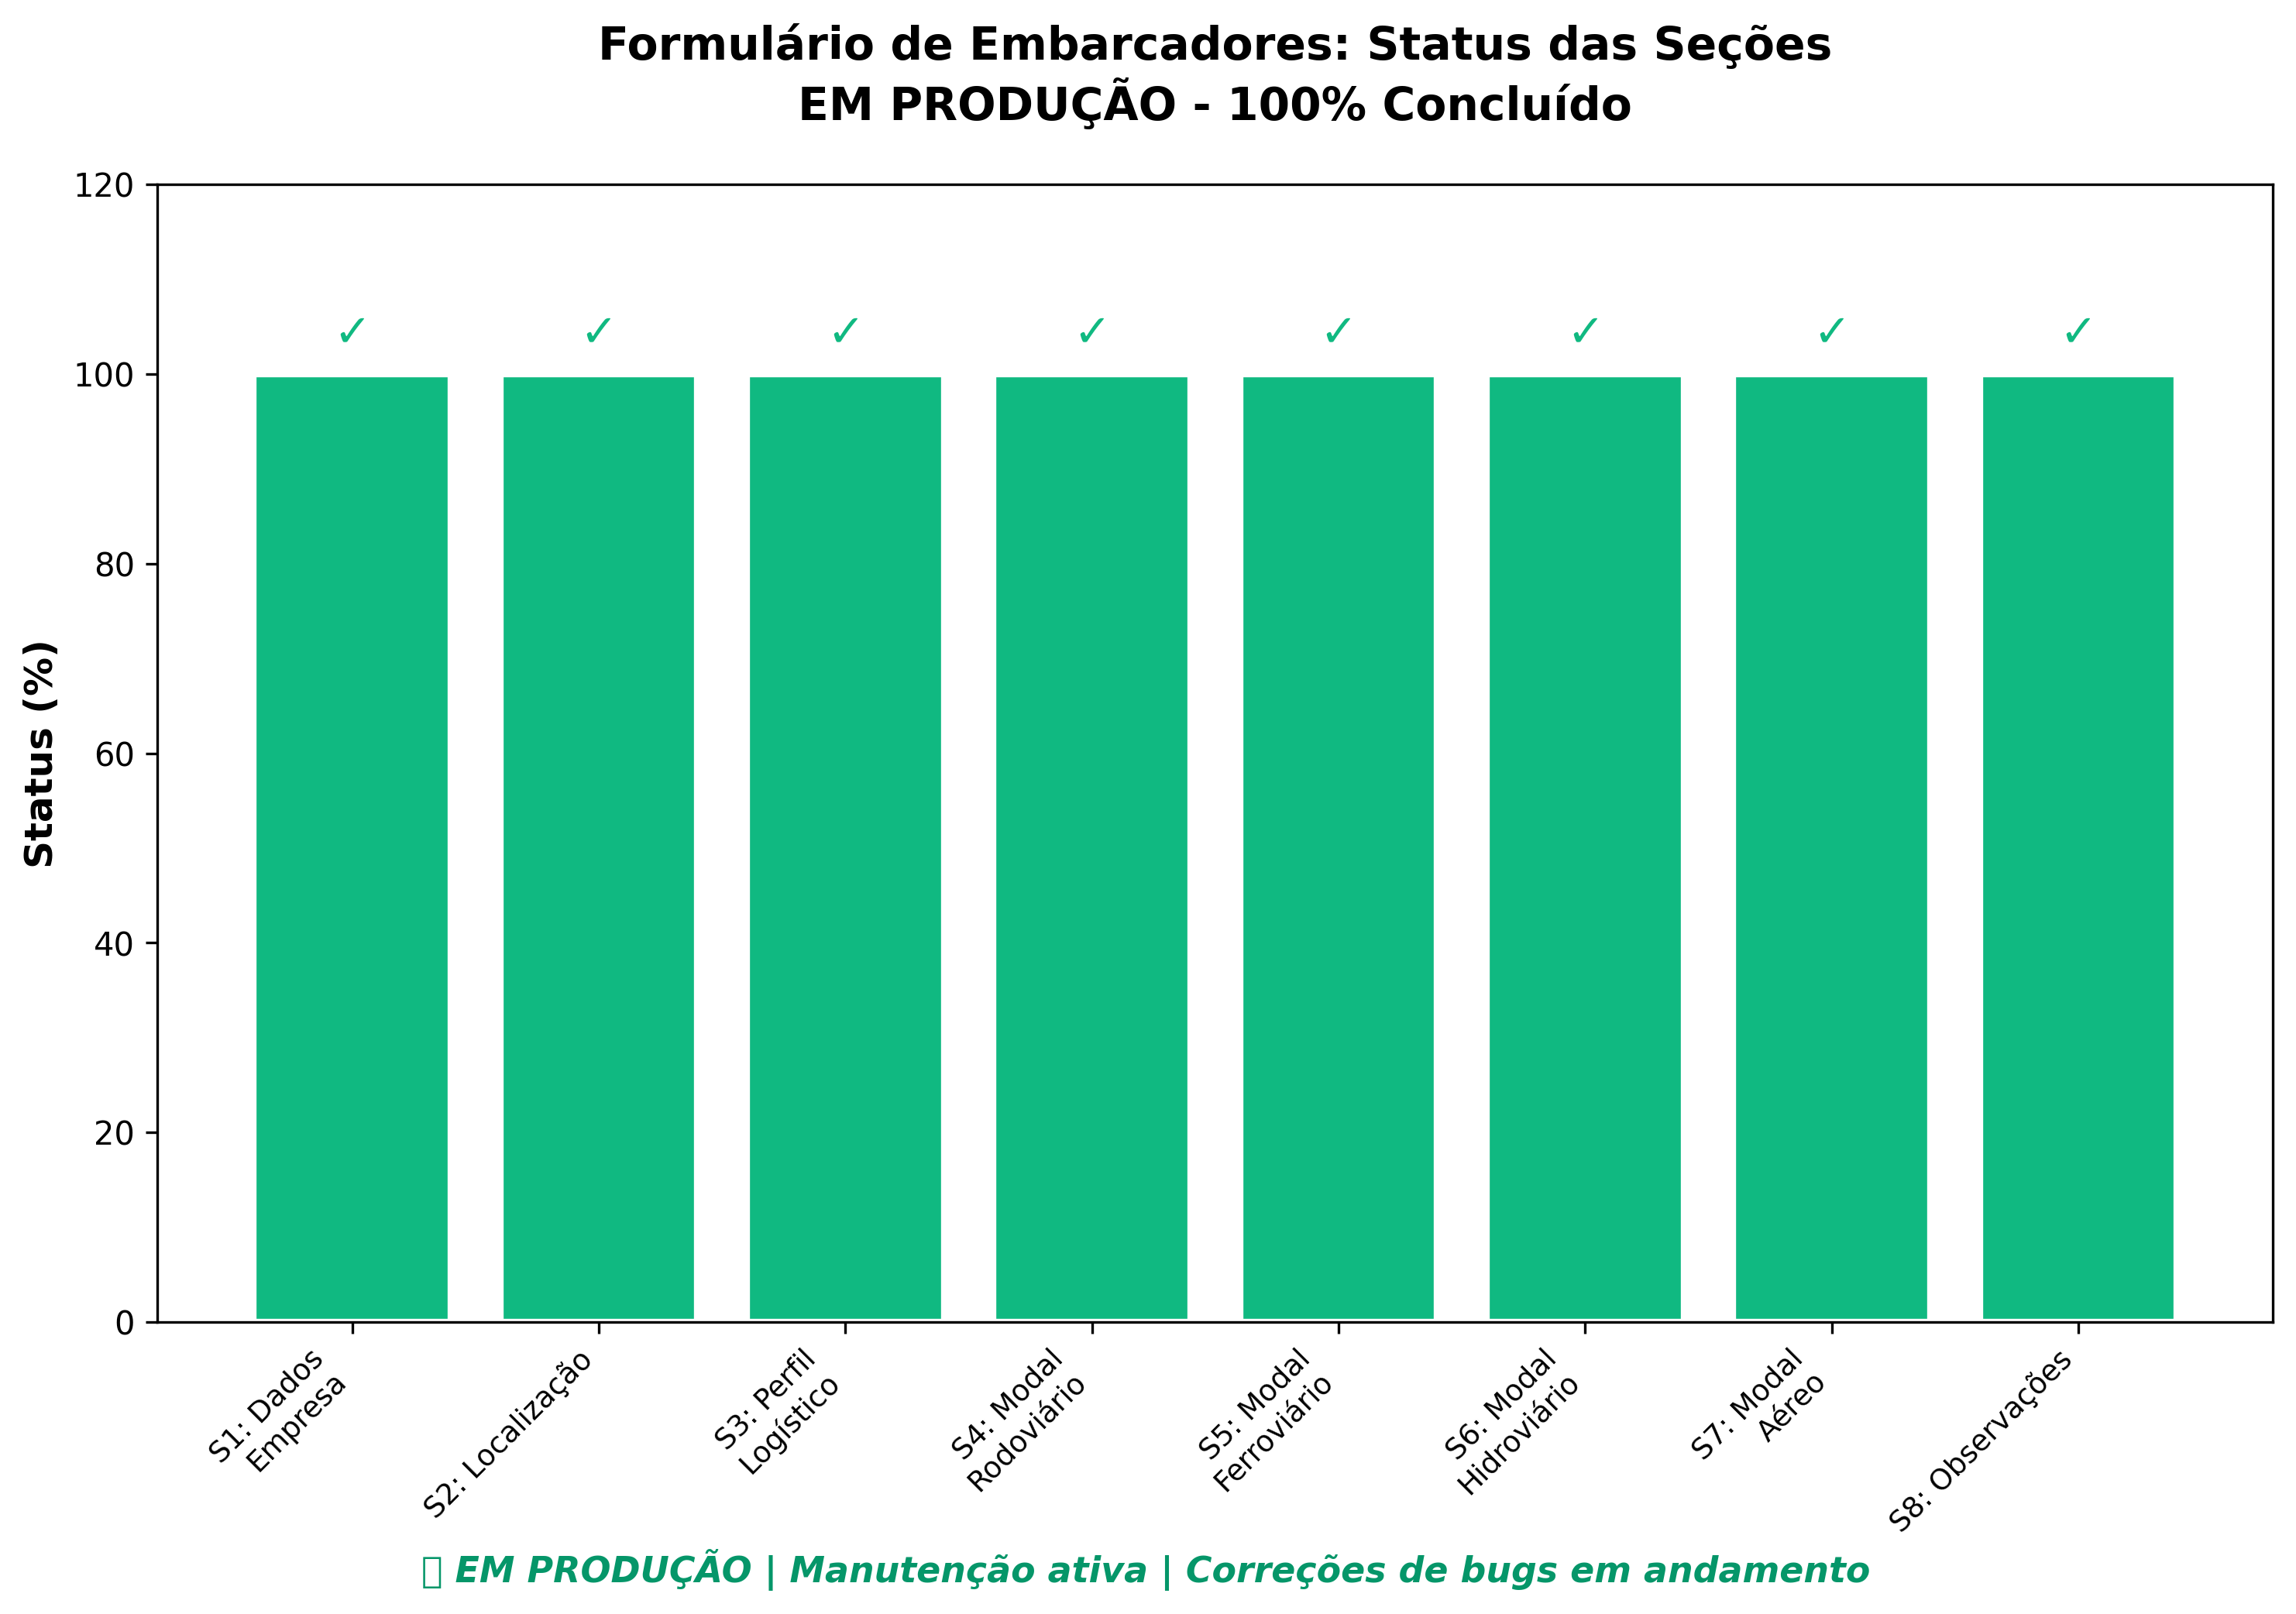 Formulário de Embarcadores: Status das Seções
EM PRODUÇÃO - 100% Concluído
Status (%)
120
100
80
60
40
20
0
✓ ✓ ✓ ✓ ✓ ✓ ✓ ✓
S1: Dados
Empresa
S2: Localização
S3: Perfil
Logístico
S4: Modal
Rodoviário
S5: Modal
Ferroviário
S6: Modal
Hidroviário
S7: Modal
Aéreo
S8: Observações
EM PRODUÇÃO | Manutenção ativa | Correções de bugs em andamento